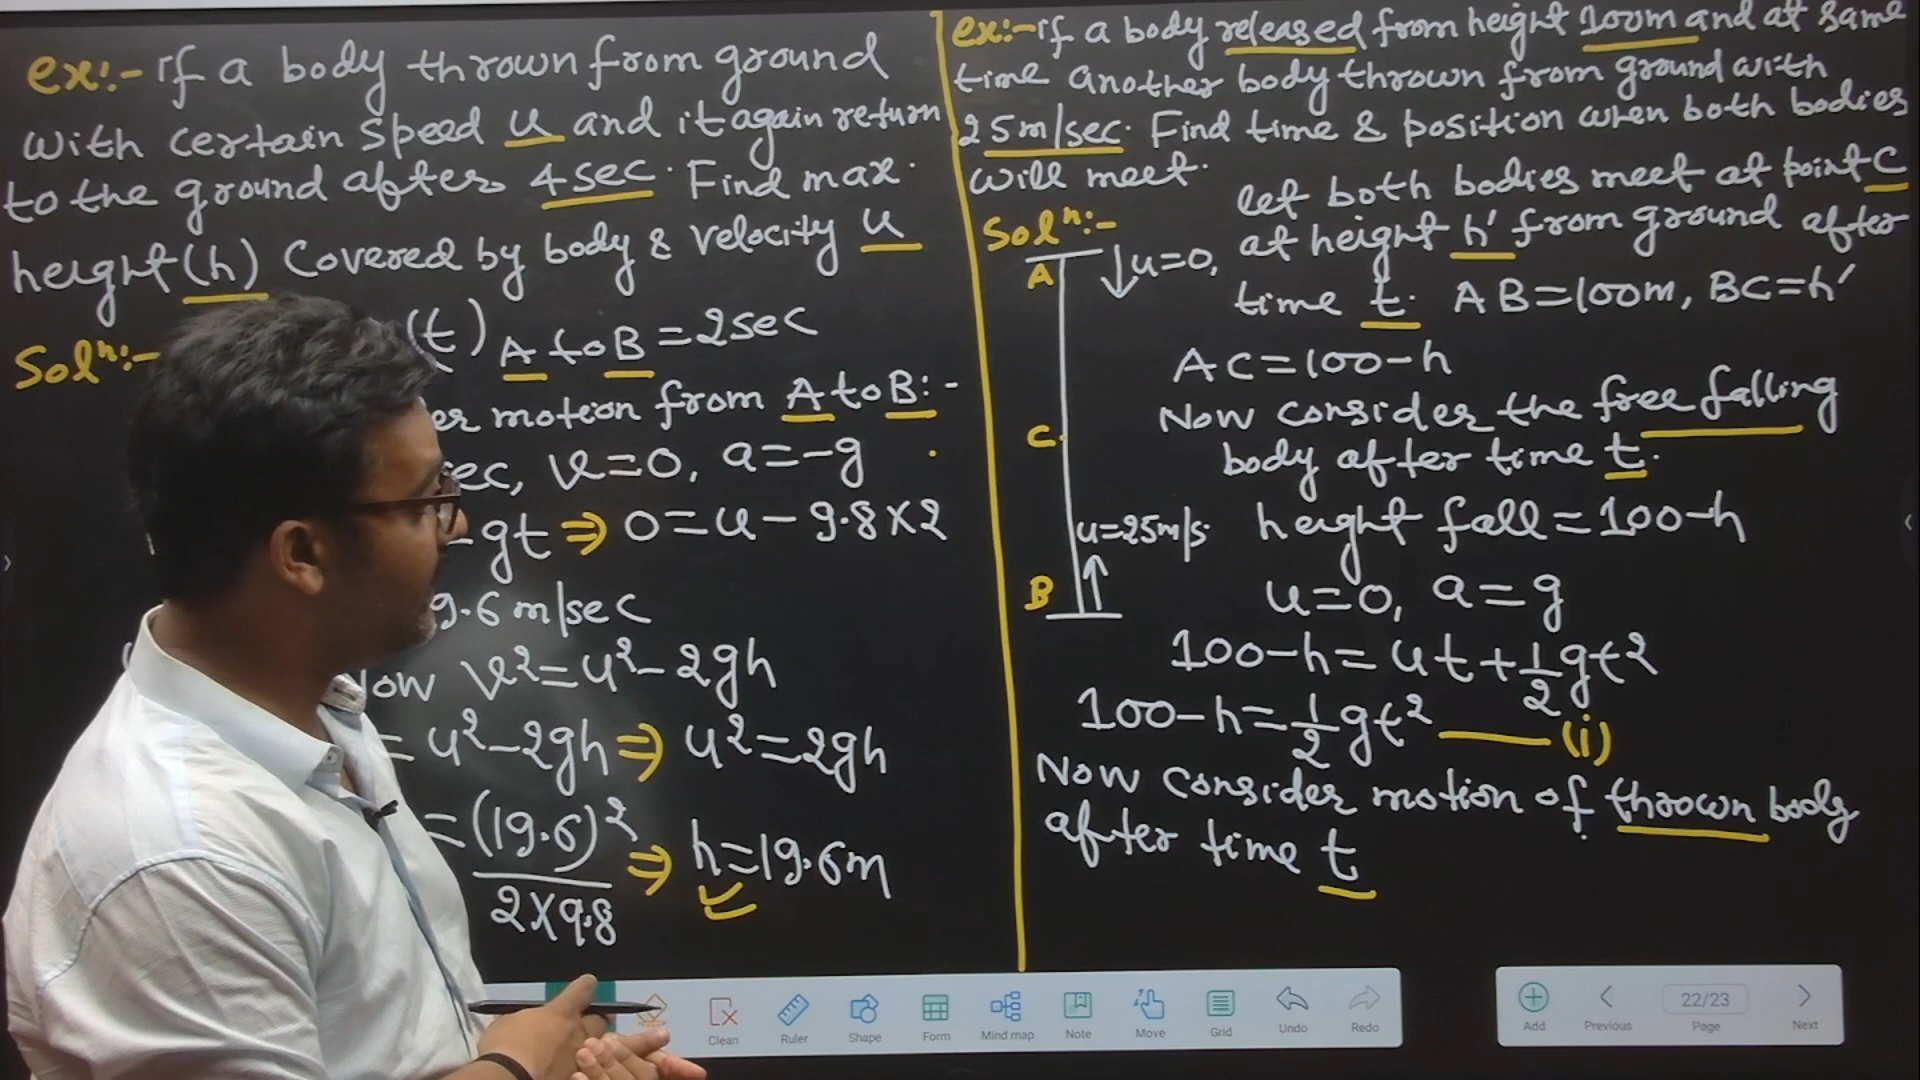 ex:- if a body thrown from ground
with certain speed u and it again return
to the ground after 4sec. Find max.
height (h) Covered by body & velocity u
Solⁿ:-
(t) A to B = 2sec
er motion from A to B:-
ec, v=0, a=-g
-gt ⇒ 0=u-9.8×2
9.6 m/sec
Now v²=u²-2gh
= u²-2gh ⇒ u²=2gh
= (19.6)²
2×9.8
⇒ h=19.6m
ex:- if a body released from height 100m and at same
time another body thrown from ground with
25m/sec. Find time & position when both bodies
will meet.
Solⁿ:-
let both bodies meet at point C
at height h' from ground after
time t. AB=100m, BC=h'
A
↓u=0,
C
u=25m/s.
↑
B
AC=100-h
Now consider the free falling
body after time t.
height fall=100-h
u=0, a=g
100-h=ut+1/2gt²
100-h=1/2gt² — (i)
Now consider motion of thrown body
after time t
Clean
Ruler
Shape
Form
Mind map
Note
Move
Grid
Undo
Redo
Add
Previous
22/23
Page
Next